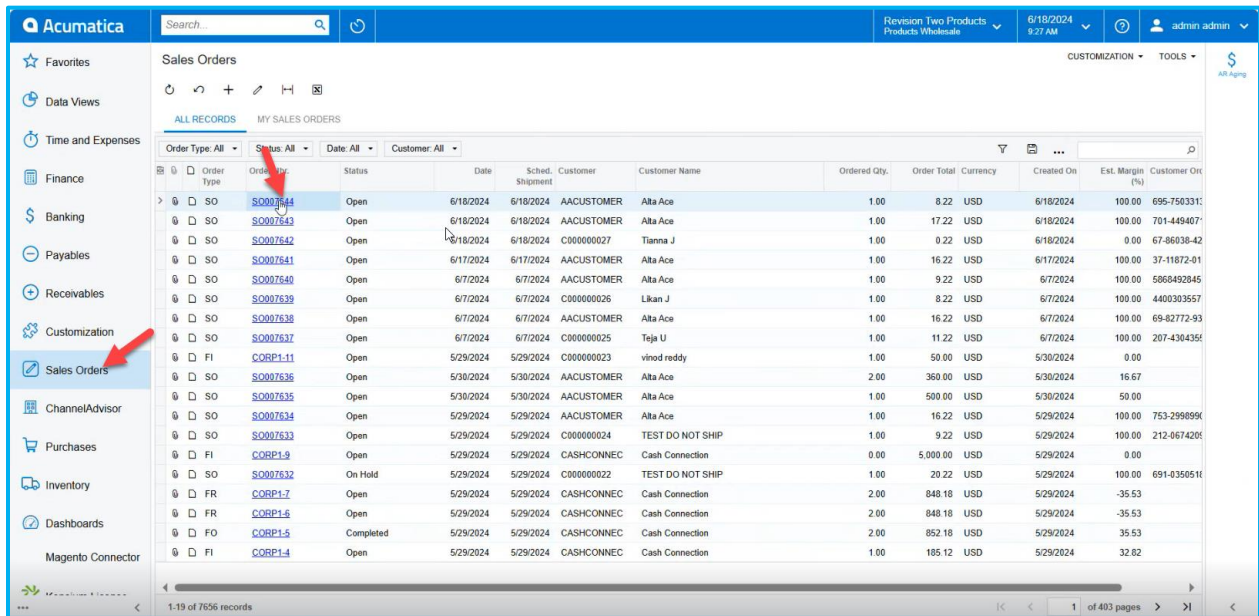 Acumatica
Search...
Revision Two Products
Products Wholesale
6/18/2024
9:27 AM
admin admin
Favorites
Data Views
Time and Expenses
Finance
Banking
Payables
Receivables
Customization
Sales Orders
ChannelAdvisor
Purchases
Inventory
Dashboards
Magento Connector
Sales Orders
CUSTOMIZATION TOOLS
AR Aging
ALL RECORDS MY SALES ORDERS
Order Type: All Status: All Date: All Customer: All ...
Order Type Status Date Sched. Shipment Customer Customer Name Ordered Qty. Order Total Currency Created On Est. Margin (%) Customer Ord
SO Open 6/18/2024 6/18/2024 AACUSTOMER Alta Ace 1.00 8.22 USD 6/18/2024 100.00 695-7503313
SO SO007643 Open 6/18/2024 6/18/2024 AACUSTOMER Alta Ace 1.00 17.22 USD 6/18/2024 100.00 701-449407
SO SO007642 Open 6/18/2024 6/18/2024 C000000027 Tianna J 1.00 0.22 USD 6/18/2024 0.00 67-86038-42
SO SO007641 Open 6/17/2024 6/17/2024 AACUSTOMER Alta Ace 1.00 16.22 USD 6/17/2024 100.00 37-11872-01
SO SO007640 Open 6/7/2024 6/7/2024 AACUSTOMER Alta Ace 1.00 9.22 USD 6/7/2024 100.00 5868492845
SO SO007639 Open 6/7/2024 6/7/2024 C000000026 Likan J 1.00 8.22 USD 6/7/2024 100.00 4400303557
SO SO007638 Open 6/7/2024 6/7/2024 AACUSTOMER Alta Ace 1.00 16.22 USD 6/7/2024 100.00 69-82772-93
SO SO007637 Open 6/7/2024 6/7/2024 C000000025 Teja U 1.00 11.22 USD 6/7/2024 100.00 207-430435
FI CORP1-11 Open 5/29/2024 5/29/2024 C000000023 vinod reddy 1.00 50.00 USD 5/30/2024 0.00
SO SO007636 Open 5/30/2024 5/30/2024 AACUSTOMER Alta Ace 2.00 360.00 USD 5/30/2024 16.67
SO SO007635 Open 5/30/2024 5/30/2024 AACUSTOMER Alta Ace 1.00 500.00 USD 5/30/2024 50.00
SO SO007634 Open 5/29/2024 5/29/2024 AACUSTOMER Alta Ace 1.00 16.22 USD 5/29/2024 100.00 753-2998990
SO SO007633 Open 5/29/2024 5/29/2024 C000000024 TEST DO NOT SHIP 1.00 9.22 USD 5/29/2024 100.00 212-0674209
FI CORP1-9 Open 5/29/2024 5/29/2024 CASHCONNEC Cash Connection 0.00 5,000.00 USD 5/29/2024 0.00
SO SO007632 On Hold 5/29/2024 5/29/2024 C000000022 TEST DO NOT SHIP 1.00 20.22 USD 5/29/2024 100.00 691-0350518
FR CORP1-7 Open 5/29/2024 5/29/2024 CASHCONNEC Cash Connection 2.00 848.18 USD 5/29/2024 -35.53
FR CORP1-6 Open 5/29/2024 5/29/2024 CASHCONNEC Cash Connection 2.00 848.18 USD 5/29/2024 -35.53
FO CORP1-5 Completed 5/29/2024 5/29/2024 CASHCONNEC Cash Connection 2.00 852.18 USD 5/29/2024 35.53
FI CORP1-4 Open 5/29/2024 5/29/2024 CASHCONNEC Cash Connection 1.00 185.12 USD 5/29/2024 32.82
1-19 of 7656 records
1 of 403 pages